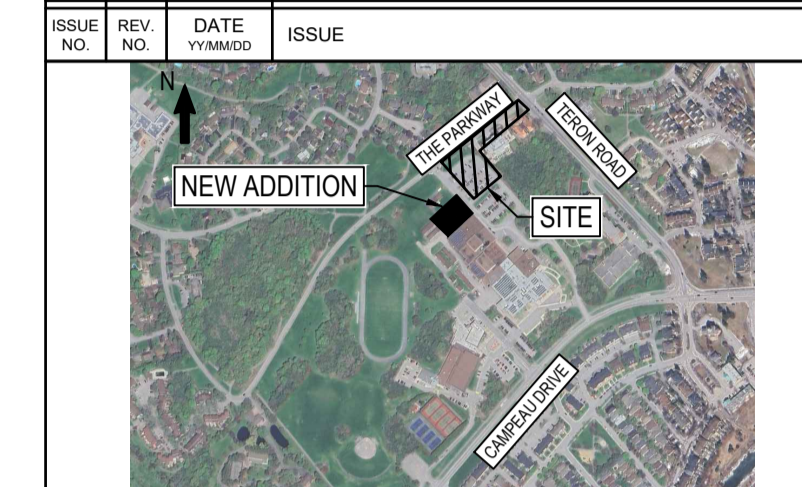 ISSUE NO.
REV. NO.
DATE
YY/MM/DD
ISSUE
N
THE PARKWAY
TERON ROAD
NEW ADDITION
SITE
CAMPEAU DRIVE